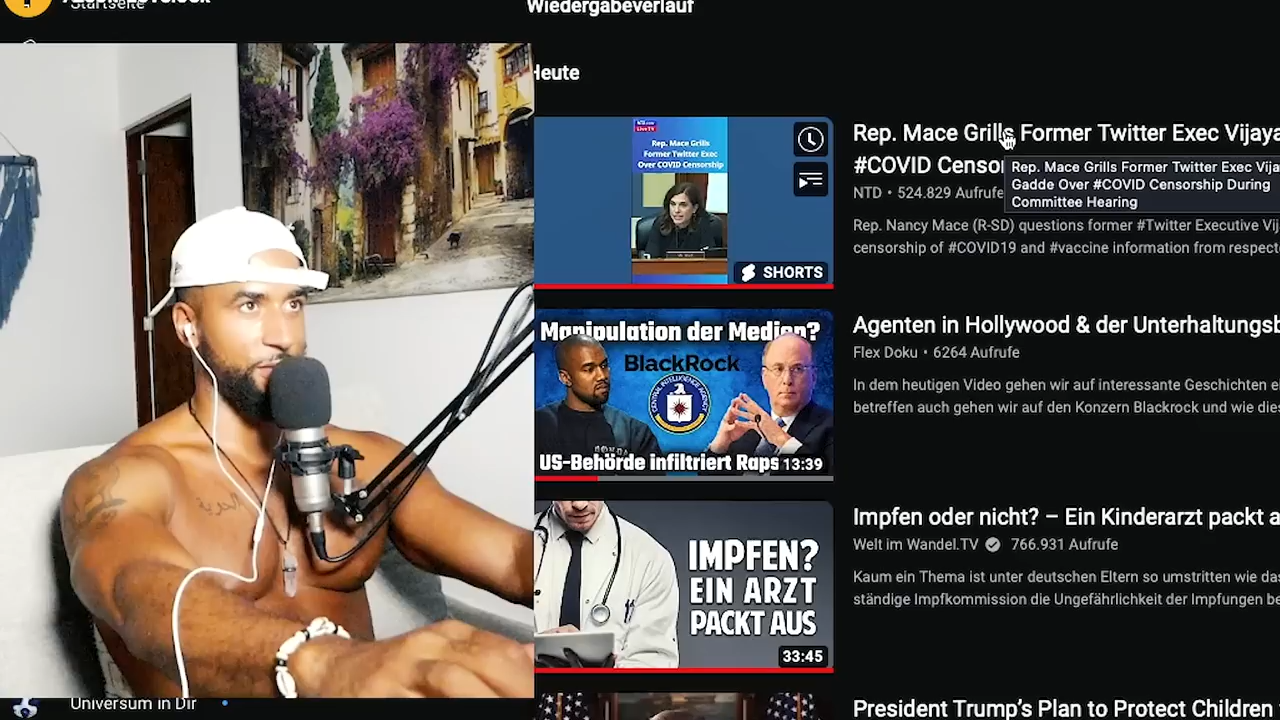 Startseite
Wiedergabeverlauf
Heute
LiveTV
Rep. Mace Grills
Former Twitter Exec
Over COVID Censorship
SHORTS
Rep. Mace Grills Former Twitter Exec Vijaya
#COVID Censo
NTD • 524.829 Aufrufe
Rep. Mace Grills Former Twitter Exec Vija
Gadde Over #COVID Censorship During
Committee Hearing
Rep. Nancy Mace (R-SD) questions former #Twitter Executive Vij
censorship of #COVID19 and #vaccine information from respecte
Manipulation der Medien?
BlackRock
US-Behörde infiltriert Raps
13:39
Agenten in Hollywood & der Unterhaltungsb
Flex Doku • 6264 Aufrufe
In dem heutigen Video gehen wir auf interessante Geschichten e
betreffen auch gehen wir auf den Konzern Blackrock und wie dies
IMPFEN?
EIN ARZT
PACKT AUS
33:45
Impfen oder nicht? – Ein Kinderarzt packt a
Welt im Wandel.TV 766.931 Aufrufe
Kaum ein Thema ist unter deutschen Eltern so umstritten wie das
ständige Impfkommission die Ungefährlichkeit der Impfungen be
President Trump's Plan to Protect Children
Universum in Dir